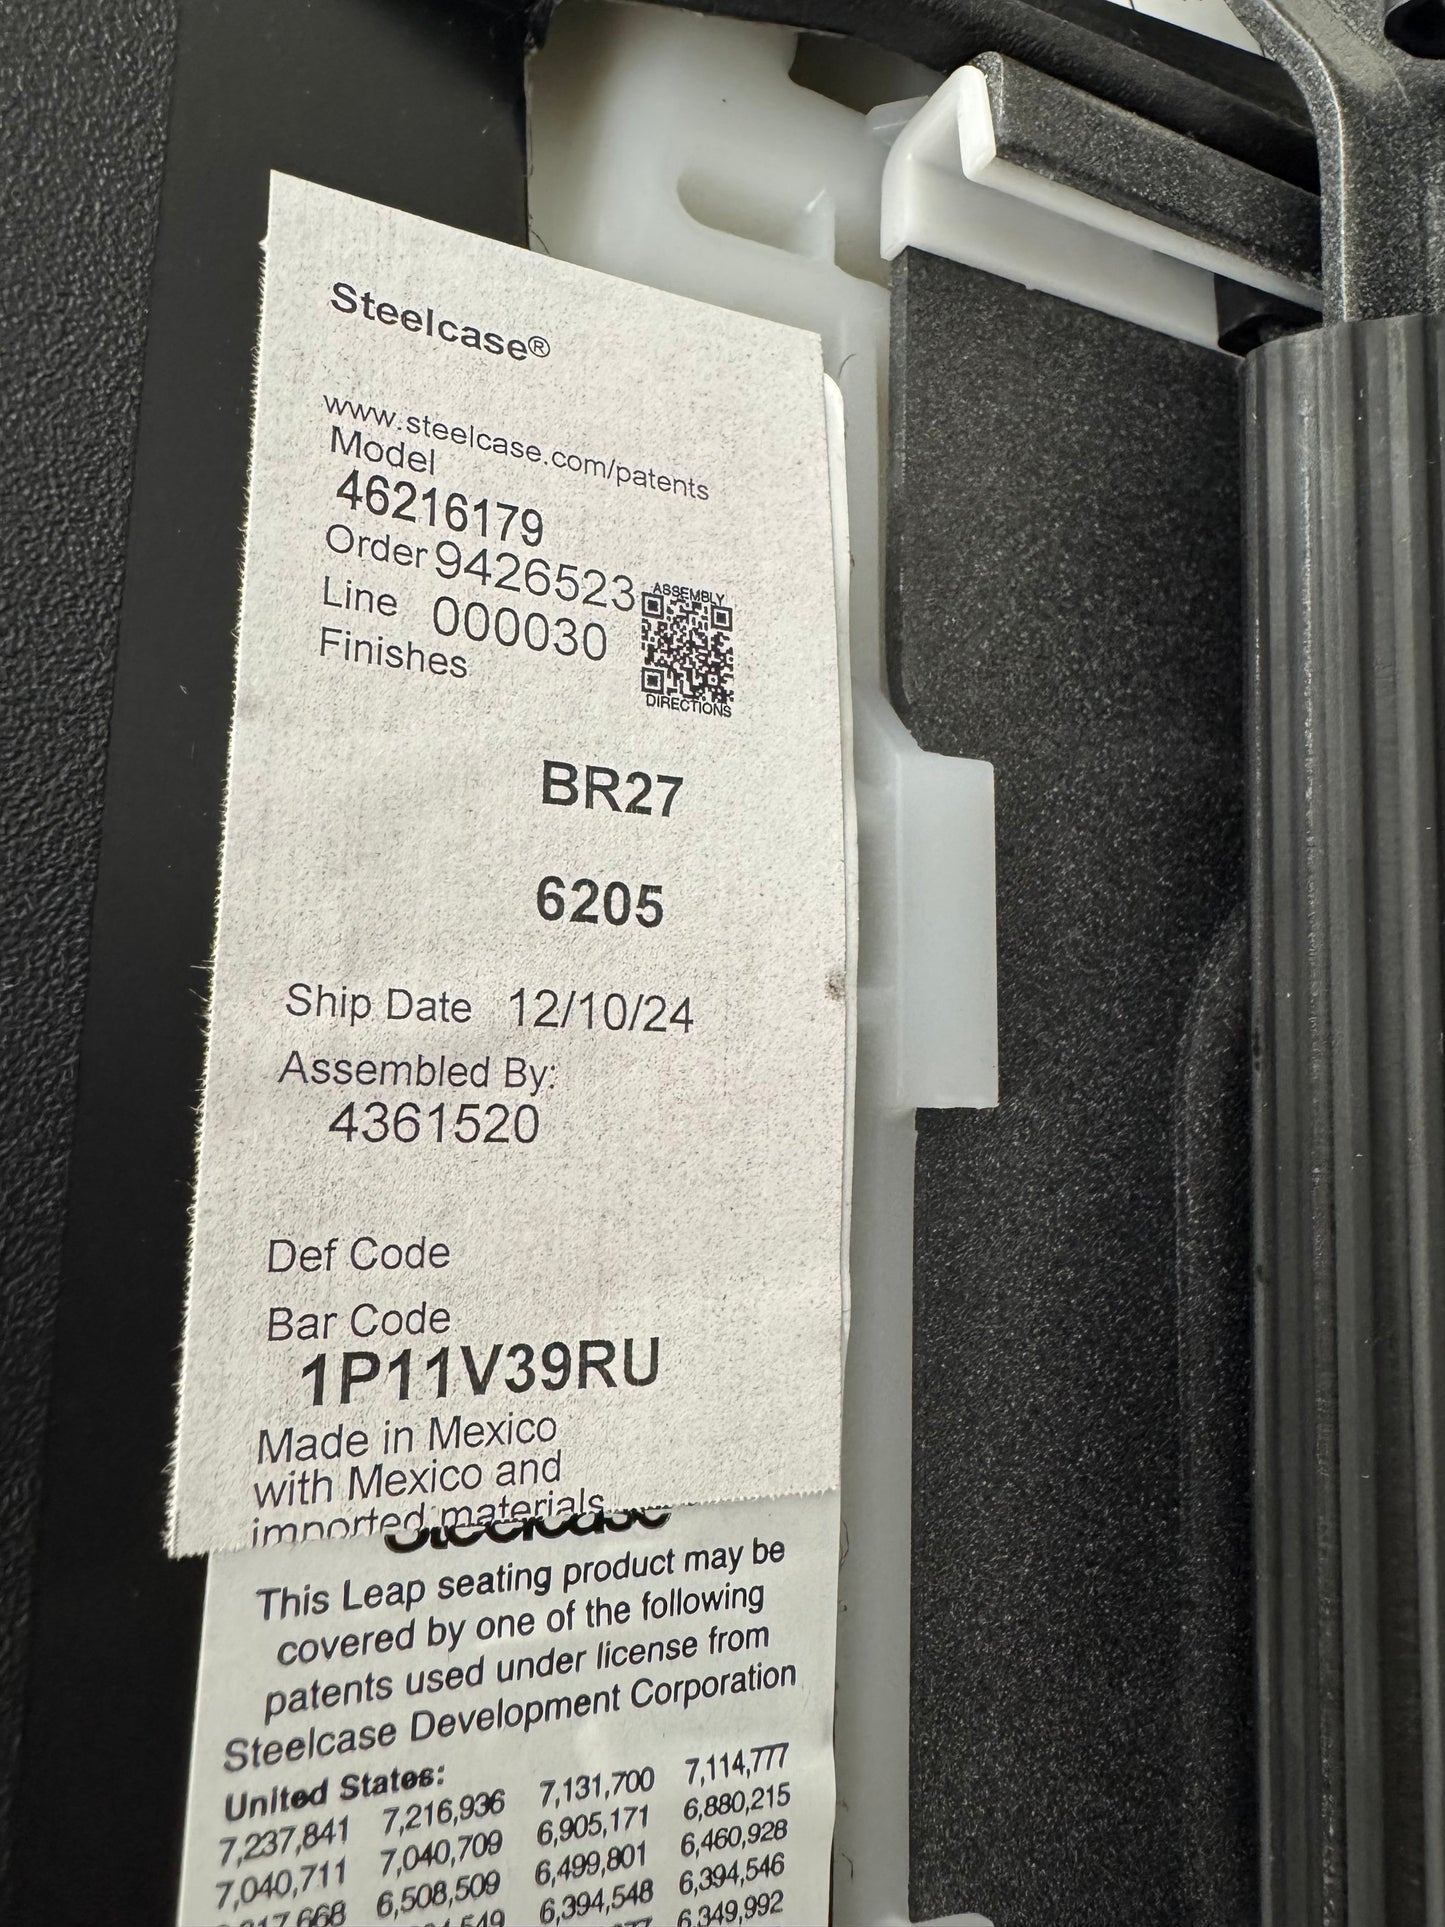 Steelcase®
www.steelcase.com/patents
Model
46216179
Order 9426523
Line 000030
Finishes
ASSEMBLY
DIRECTIONS
BR27
6205
Ship Date 12/10/24
Assembled By:
4361520
Def Code
Bar Code
1P11V39RU
Made in Mexico
with Mexico and
imported materials
Steelcase
This Leap seating product may be
covered by one of the following
patents used under license from
Steelcase Development Corporation
United States:
7,237,841 7,216,936 7,131,700 7,114,777
7,040,711 7,040,709 6,905,171 6,880,215
6,508,509 6,499,801 6,460,928
6,394,548 6,394,546
6,349,992